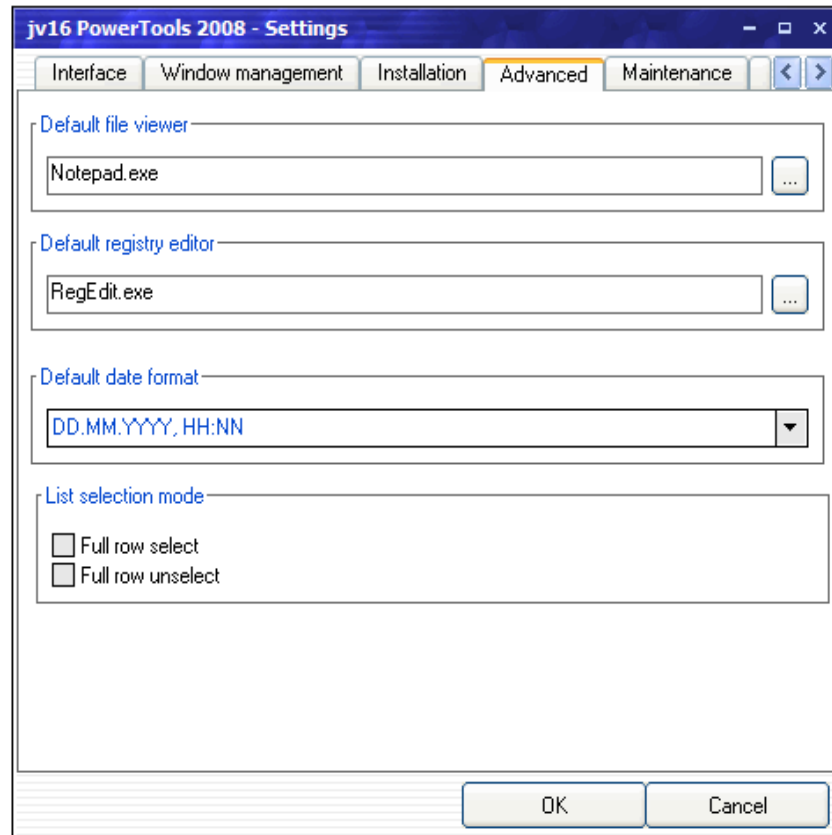 jv16 PowerTools 2008 - Settings
Interface Window management Installation Advanced Maintenance
Default file viewer
Notepad.exe
...
Default registry editor
RegEdit.exe
...
Default date format
DD.MM.YYYY, HH:NN
List selection mode
Full row select
Full row unselect
OK Cancel